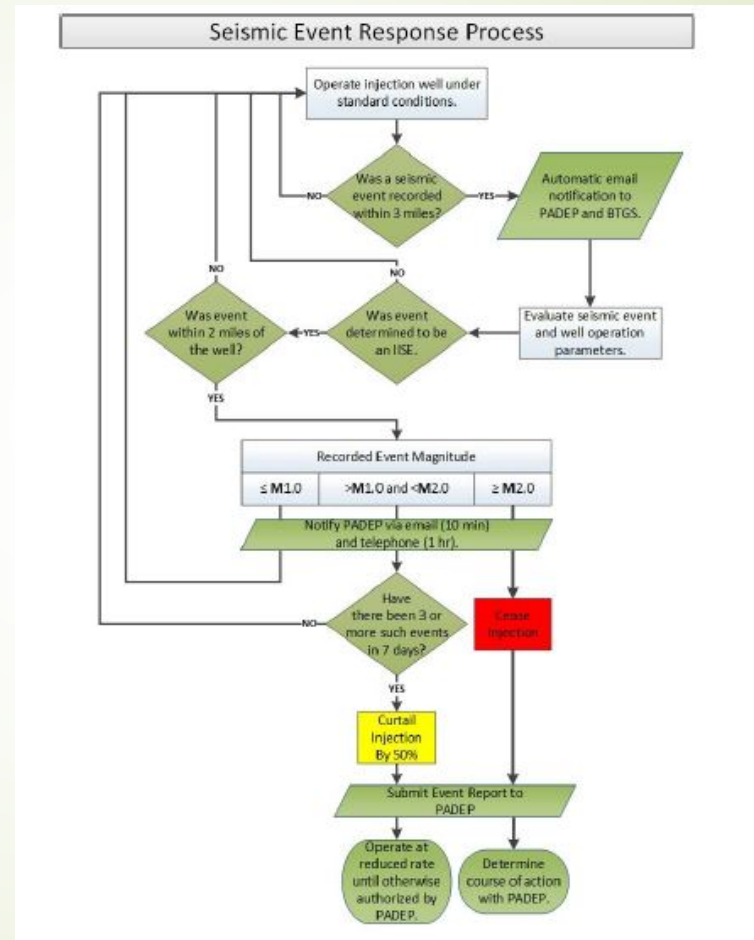 Seismic Event Response Process
Operate injection well under
standard conditions.
Was a seismic
event recorded
within 3 miles?
NO
YES
Automatic email
notification to
PADEP and BTGS.
Evaluate seismic event
and well operation
parameters.
NO
Was event
determined to be
an IISE.
YES
NO
Was event
within 2 miles of
the well?
YES
Recorded Event Magnitude
≤ M1.0
>M1.0 and <M2.0
≥ M2.0
Notify PADEP via email (10 min)
and telephone (1 hr).
Have
there been 3 or
more such events
in 7 days?
NO
YES
Cease
Injection
Curtail
Injection
By 50%
Submit Event Report to
PADEP
Operate at
reduced rate
until otherwise
authorized by
PADEP.
Determine
course of action
with PADEP.